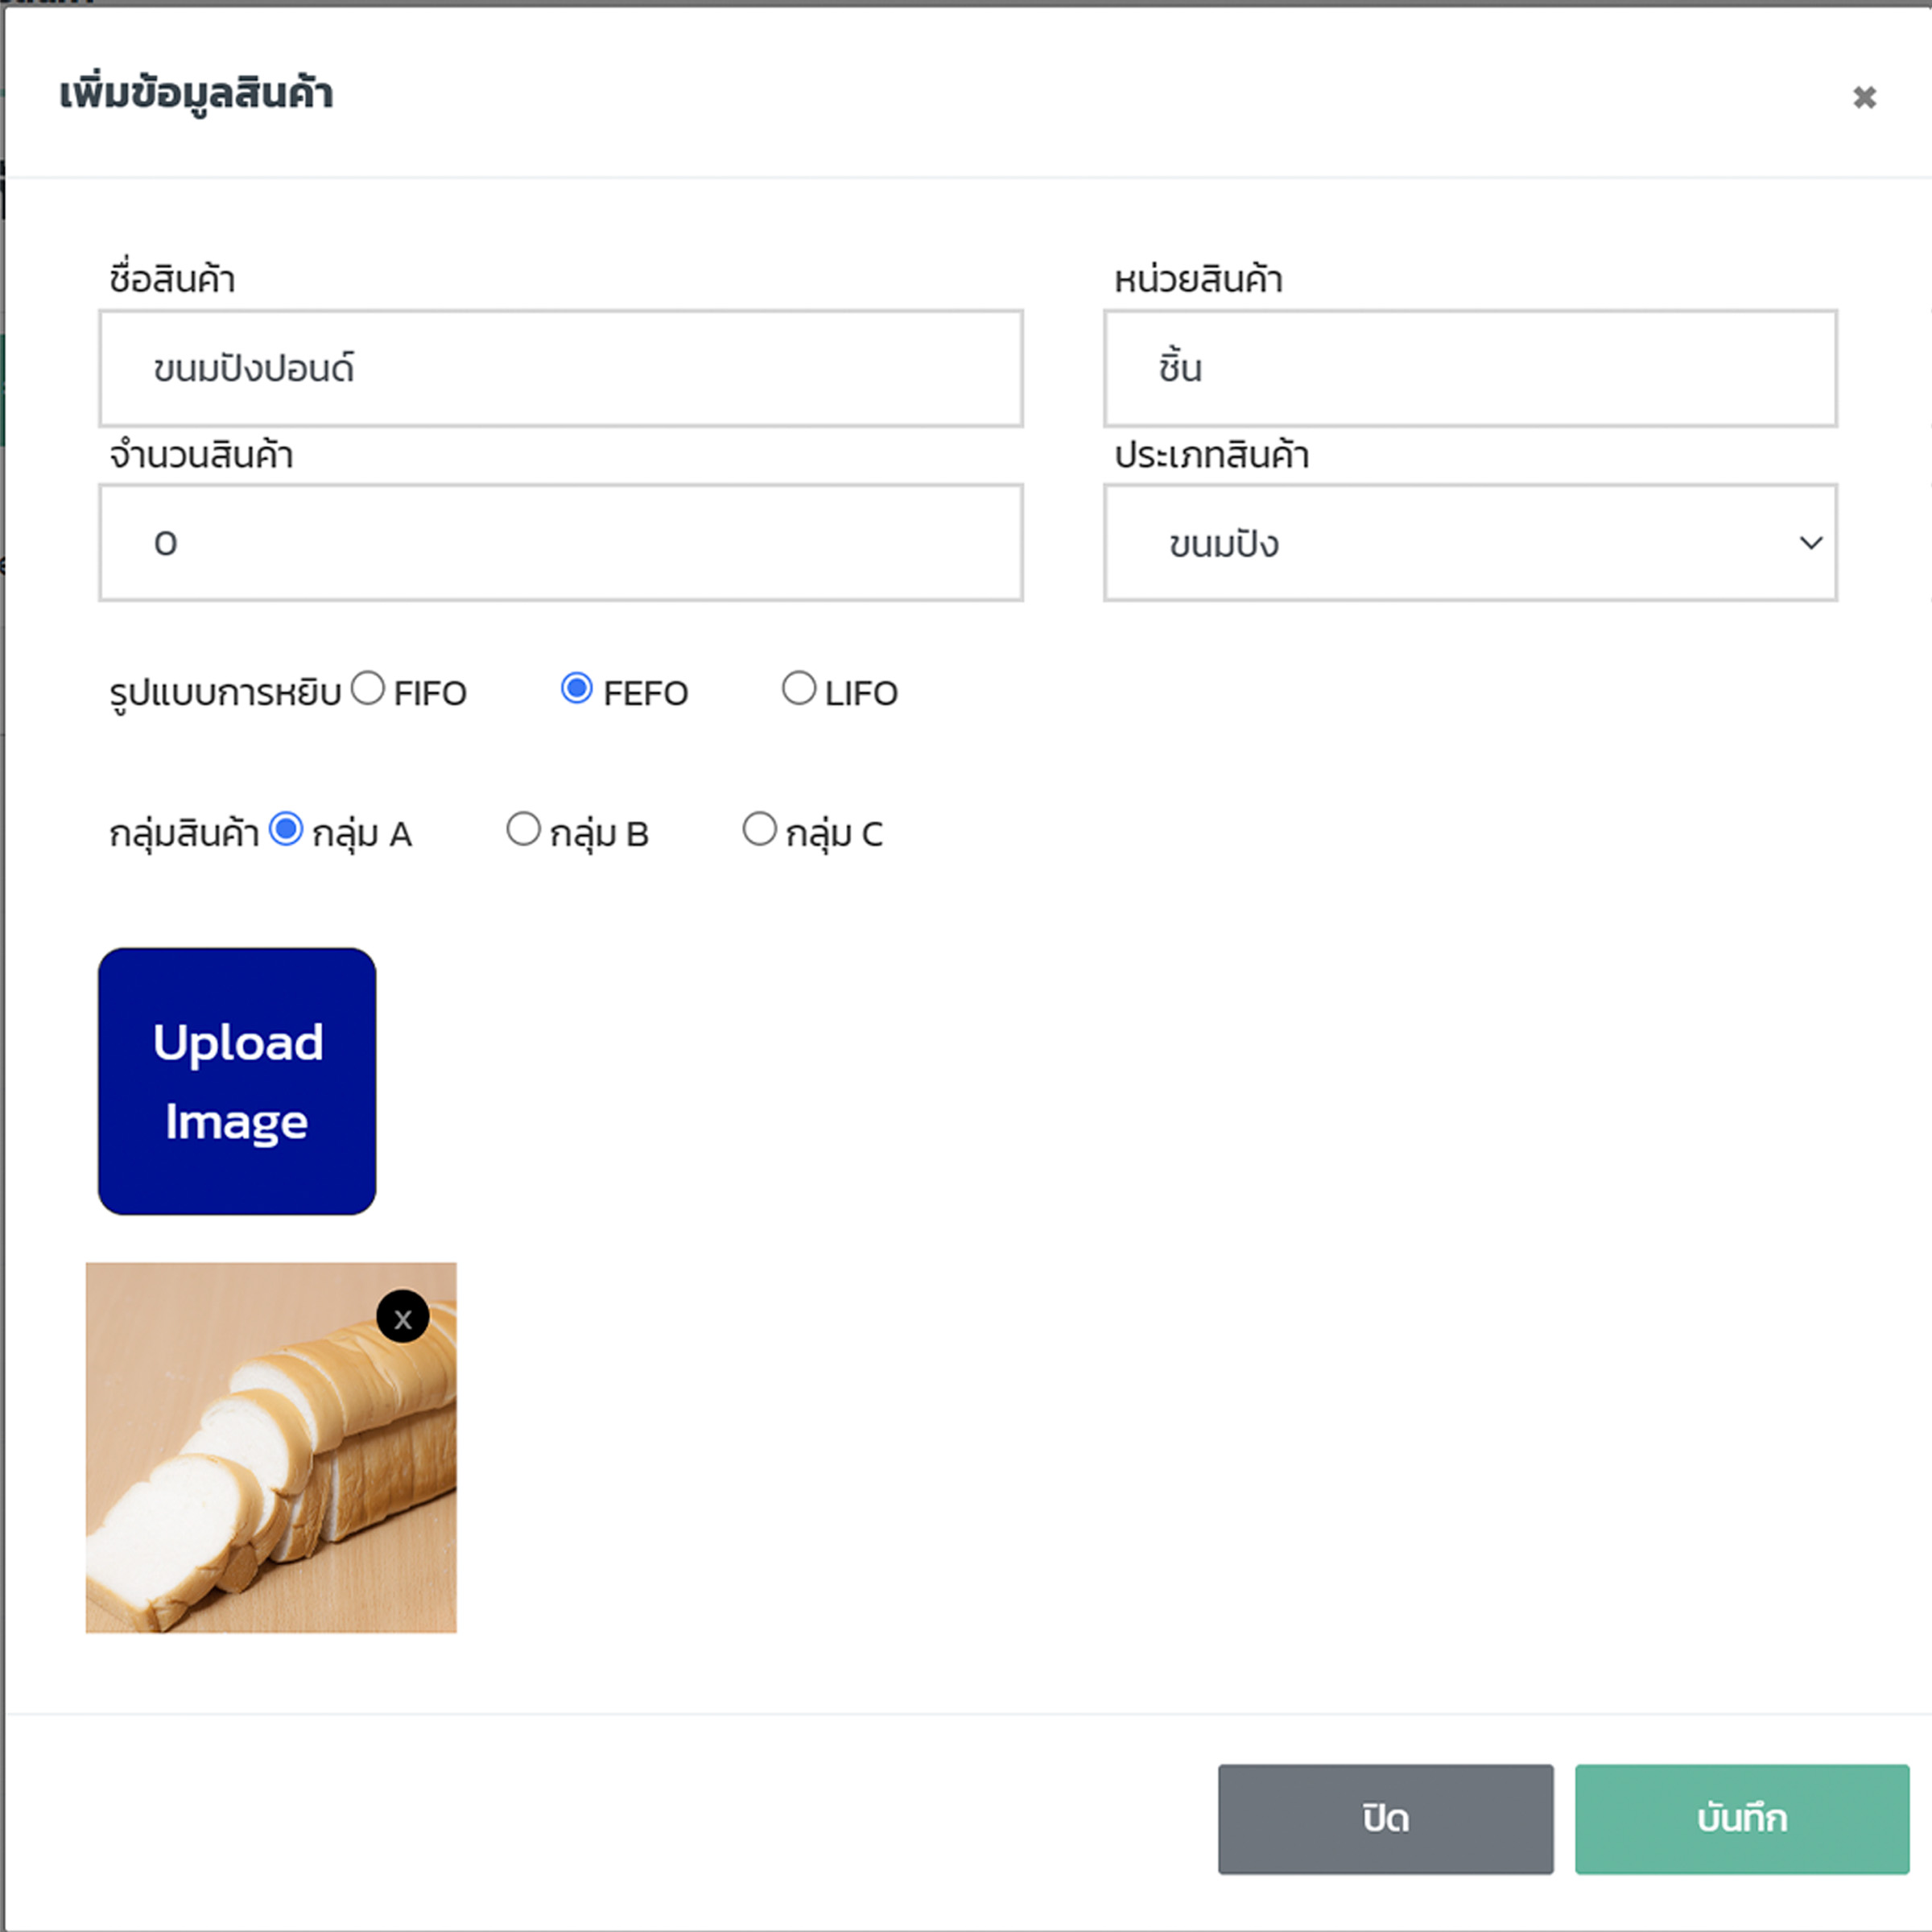 เพิ่มข้อมูลสินค้า
ชื่อสินค้า
หน่วยสินค้า
ขนมปังปอนด์
ชิ้น
จำนวนสินค้า
ประเภทสินค้า
0
ขนมปัง
รูปแบบการหยิบ FIFO FEFO LIFO
กลุ่มสินค้า กลุ่ม A กลุ่ม B กลุ่ม C
Upload
Image
x
ปิด
บันทึก